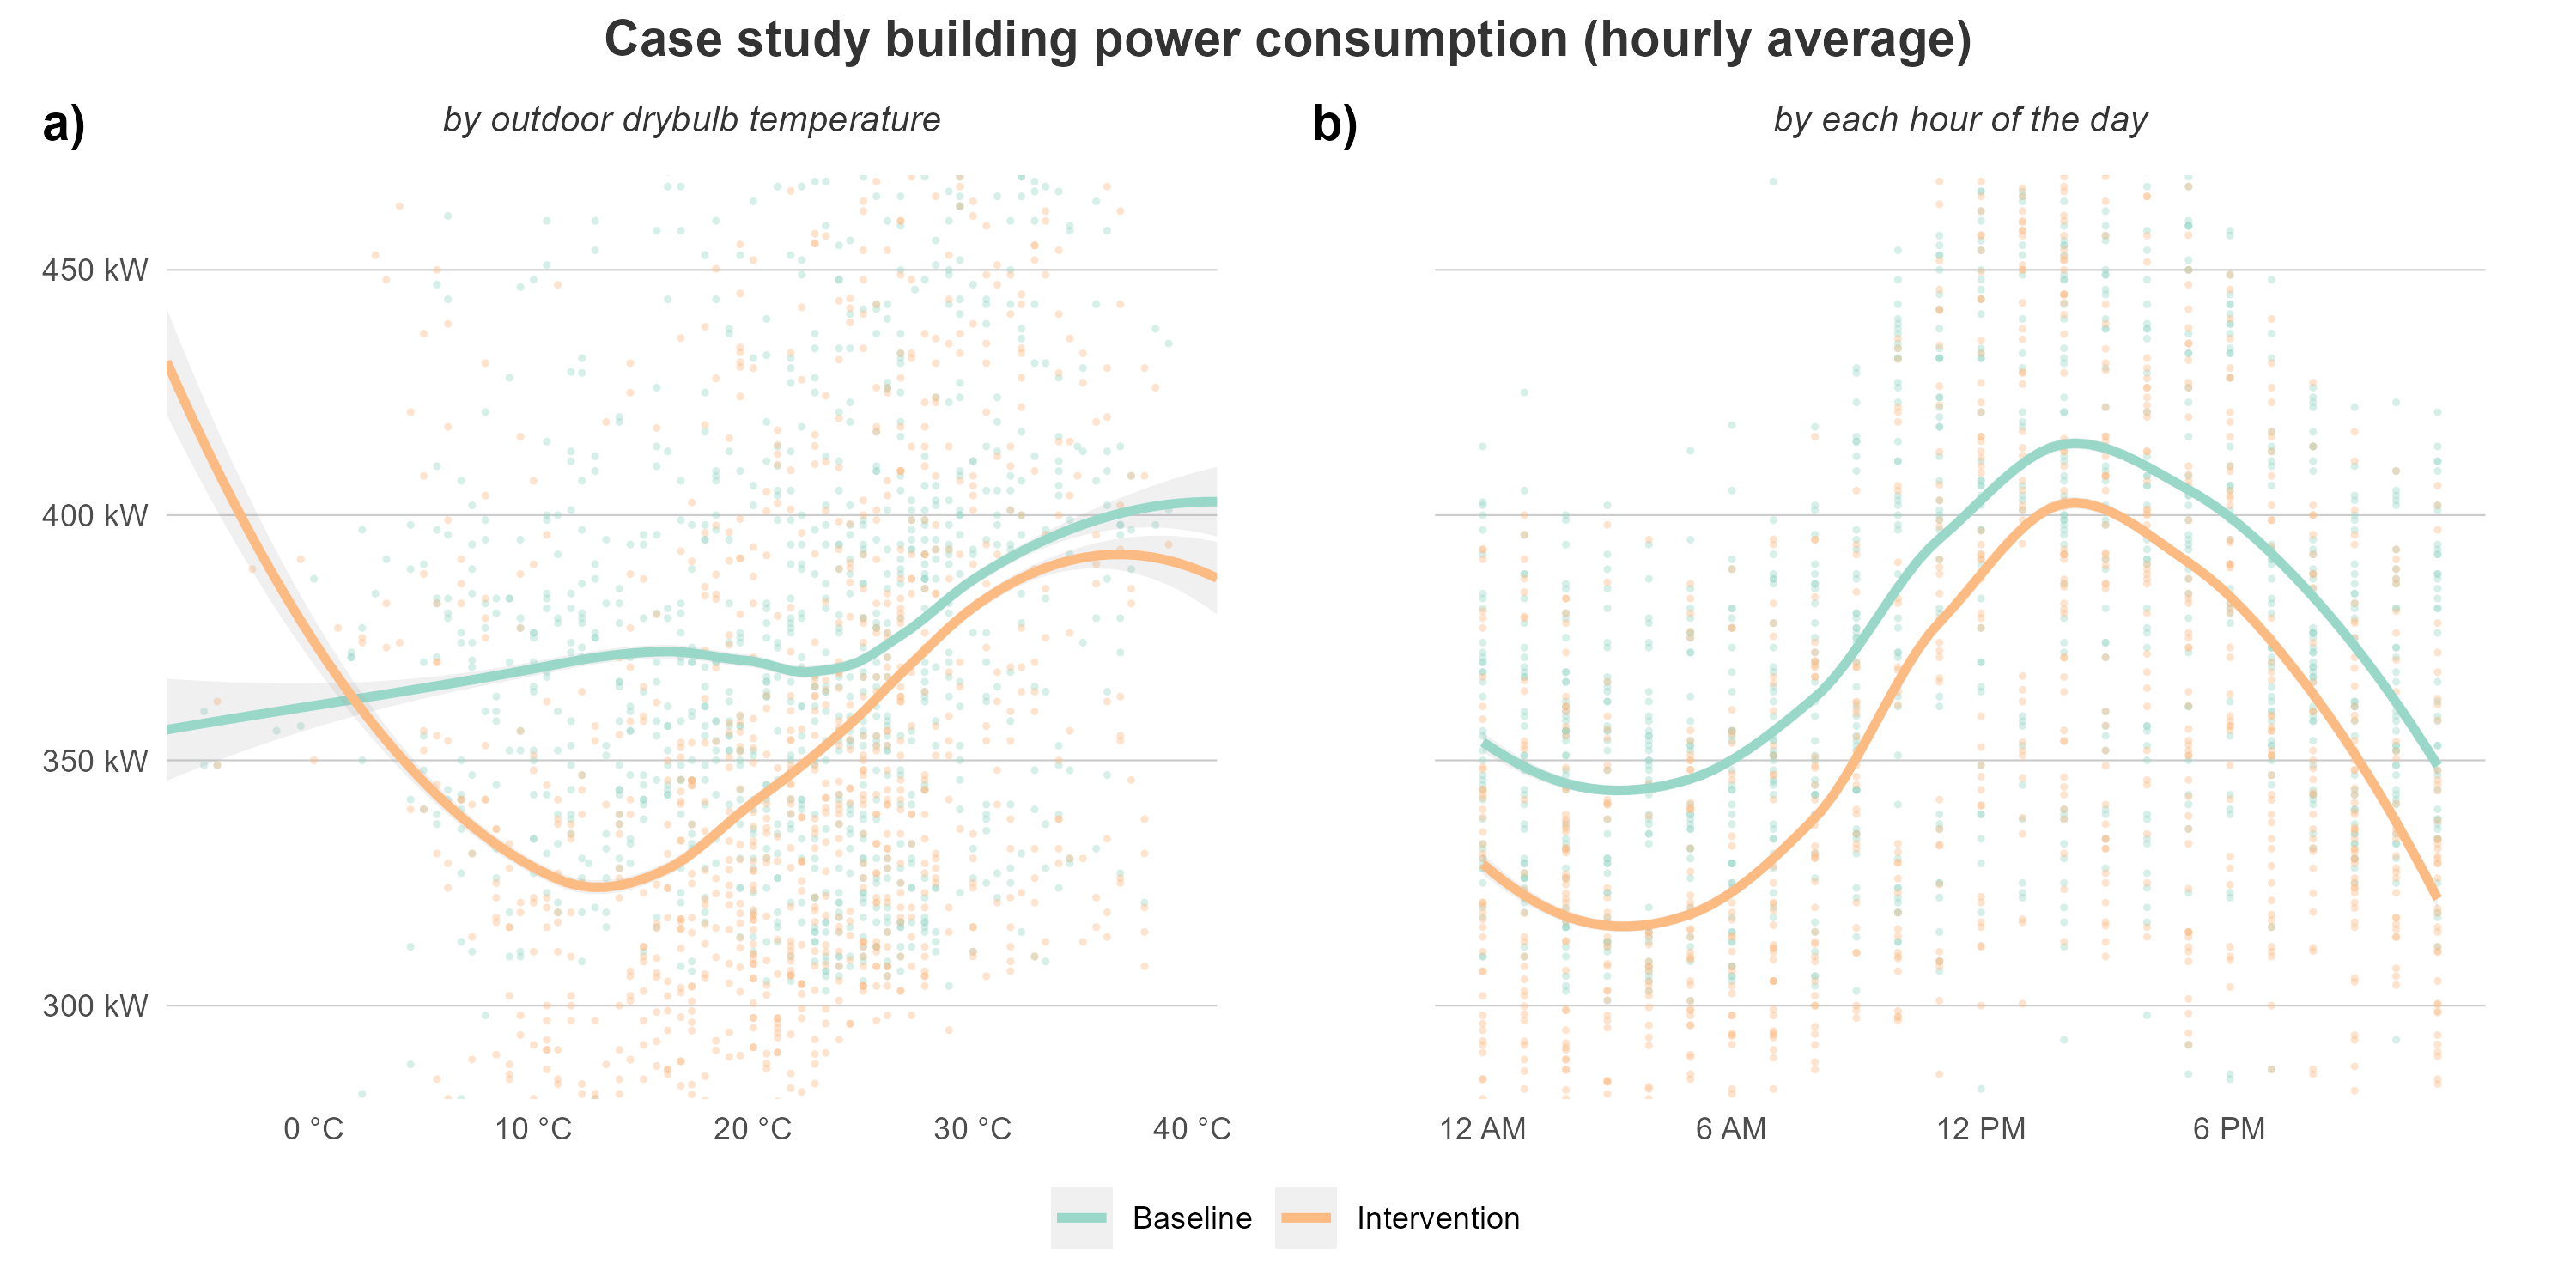 Case study building power consumption (hourly average)
a)
by outdoor drybulb temperature
450 kW
400 kW
350 kW
300 kW
0 °C 10 °C 20 °C 30 °C 40 °C
b)
by each hour of the day
12 AM 6 AM 12 PM 6 PM
Baseline Intervention